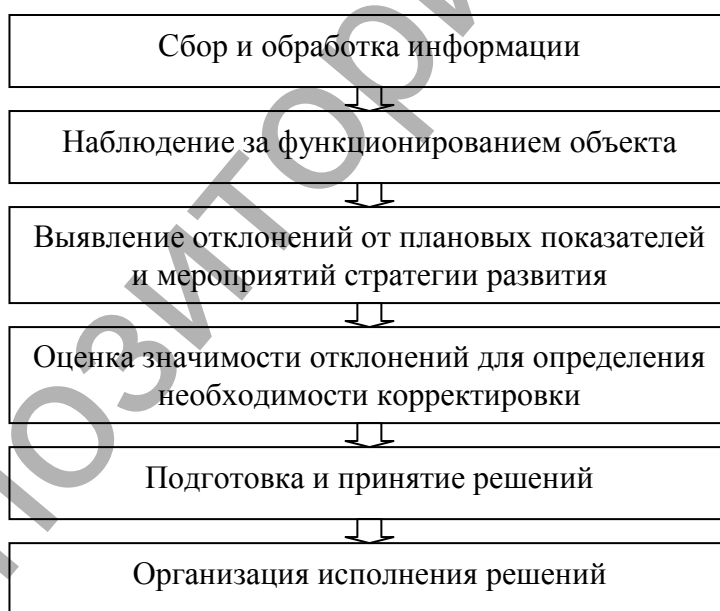 Сбор и обработка информации
Наблюдение за функционированием объекта
Выявление отклонений от плановых показателей
и мероприятий стратегии развития
Оценка значимости отклонений для определения
необходимости корректировки
Подготовка и принятие решений
Организация исполнения решений